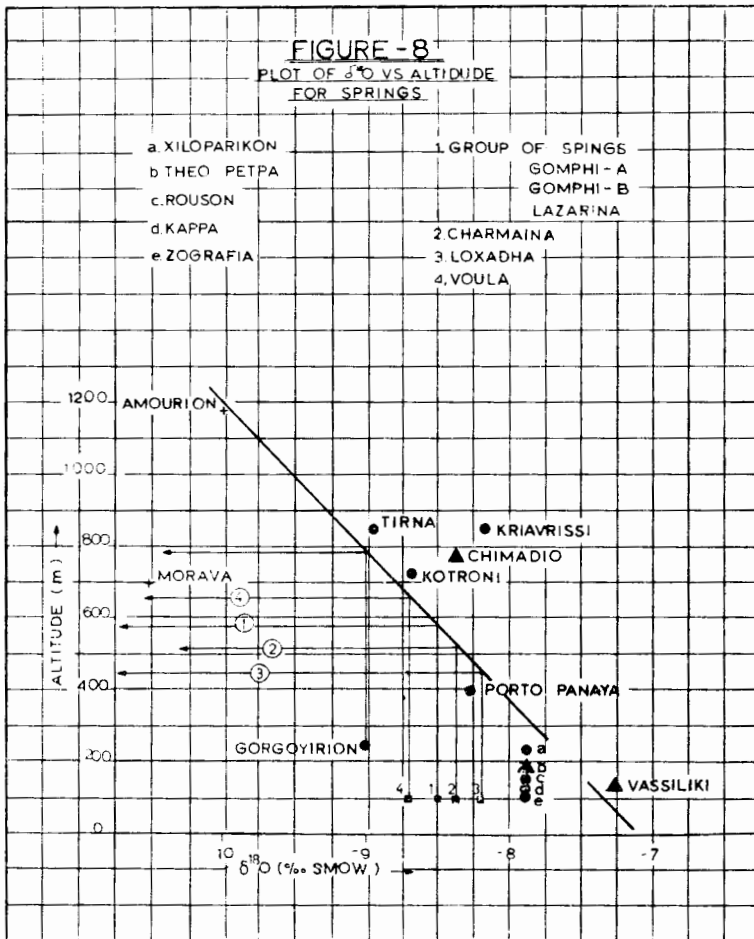 FIGURE-8
PLOT OF δ¹⁸O VS ALTIDUDE
FOR SPRINGS
a. XILOPARIKON
b THEO PETPA
c. ROUSON
d. KAPPA
e. ZOGRAFIA
1. GROUP OF SPINGS
GOMPHI-A
GOMPHI-B
LAZARINA
2. CHARMAINA
3. LOXADHA
4, VOULA
1200
AMOURION
1000
TIRNA
KRIAVRISSI
800
CHIMADIO
KOTRONI
MORAVA
4
600
1
2
3
400
PORTO PANAYA
ALTITUDE (m)
GORGOYIRION
200
a
b
c
d
e
VASSILIKI
4 1 2 3
0
-10 -9 -8 -7
δ¹⁸O (‰ SMOW.)